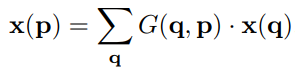 x(p) = ∑_q G(q, p) · x(q)